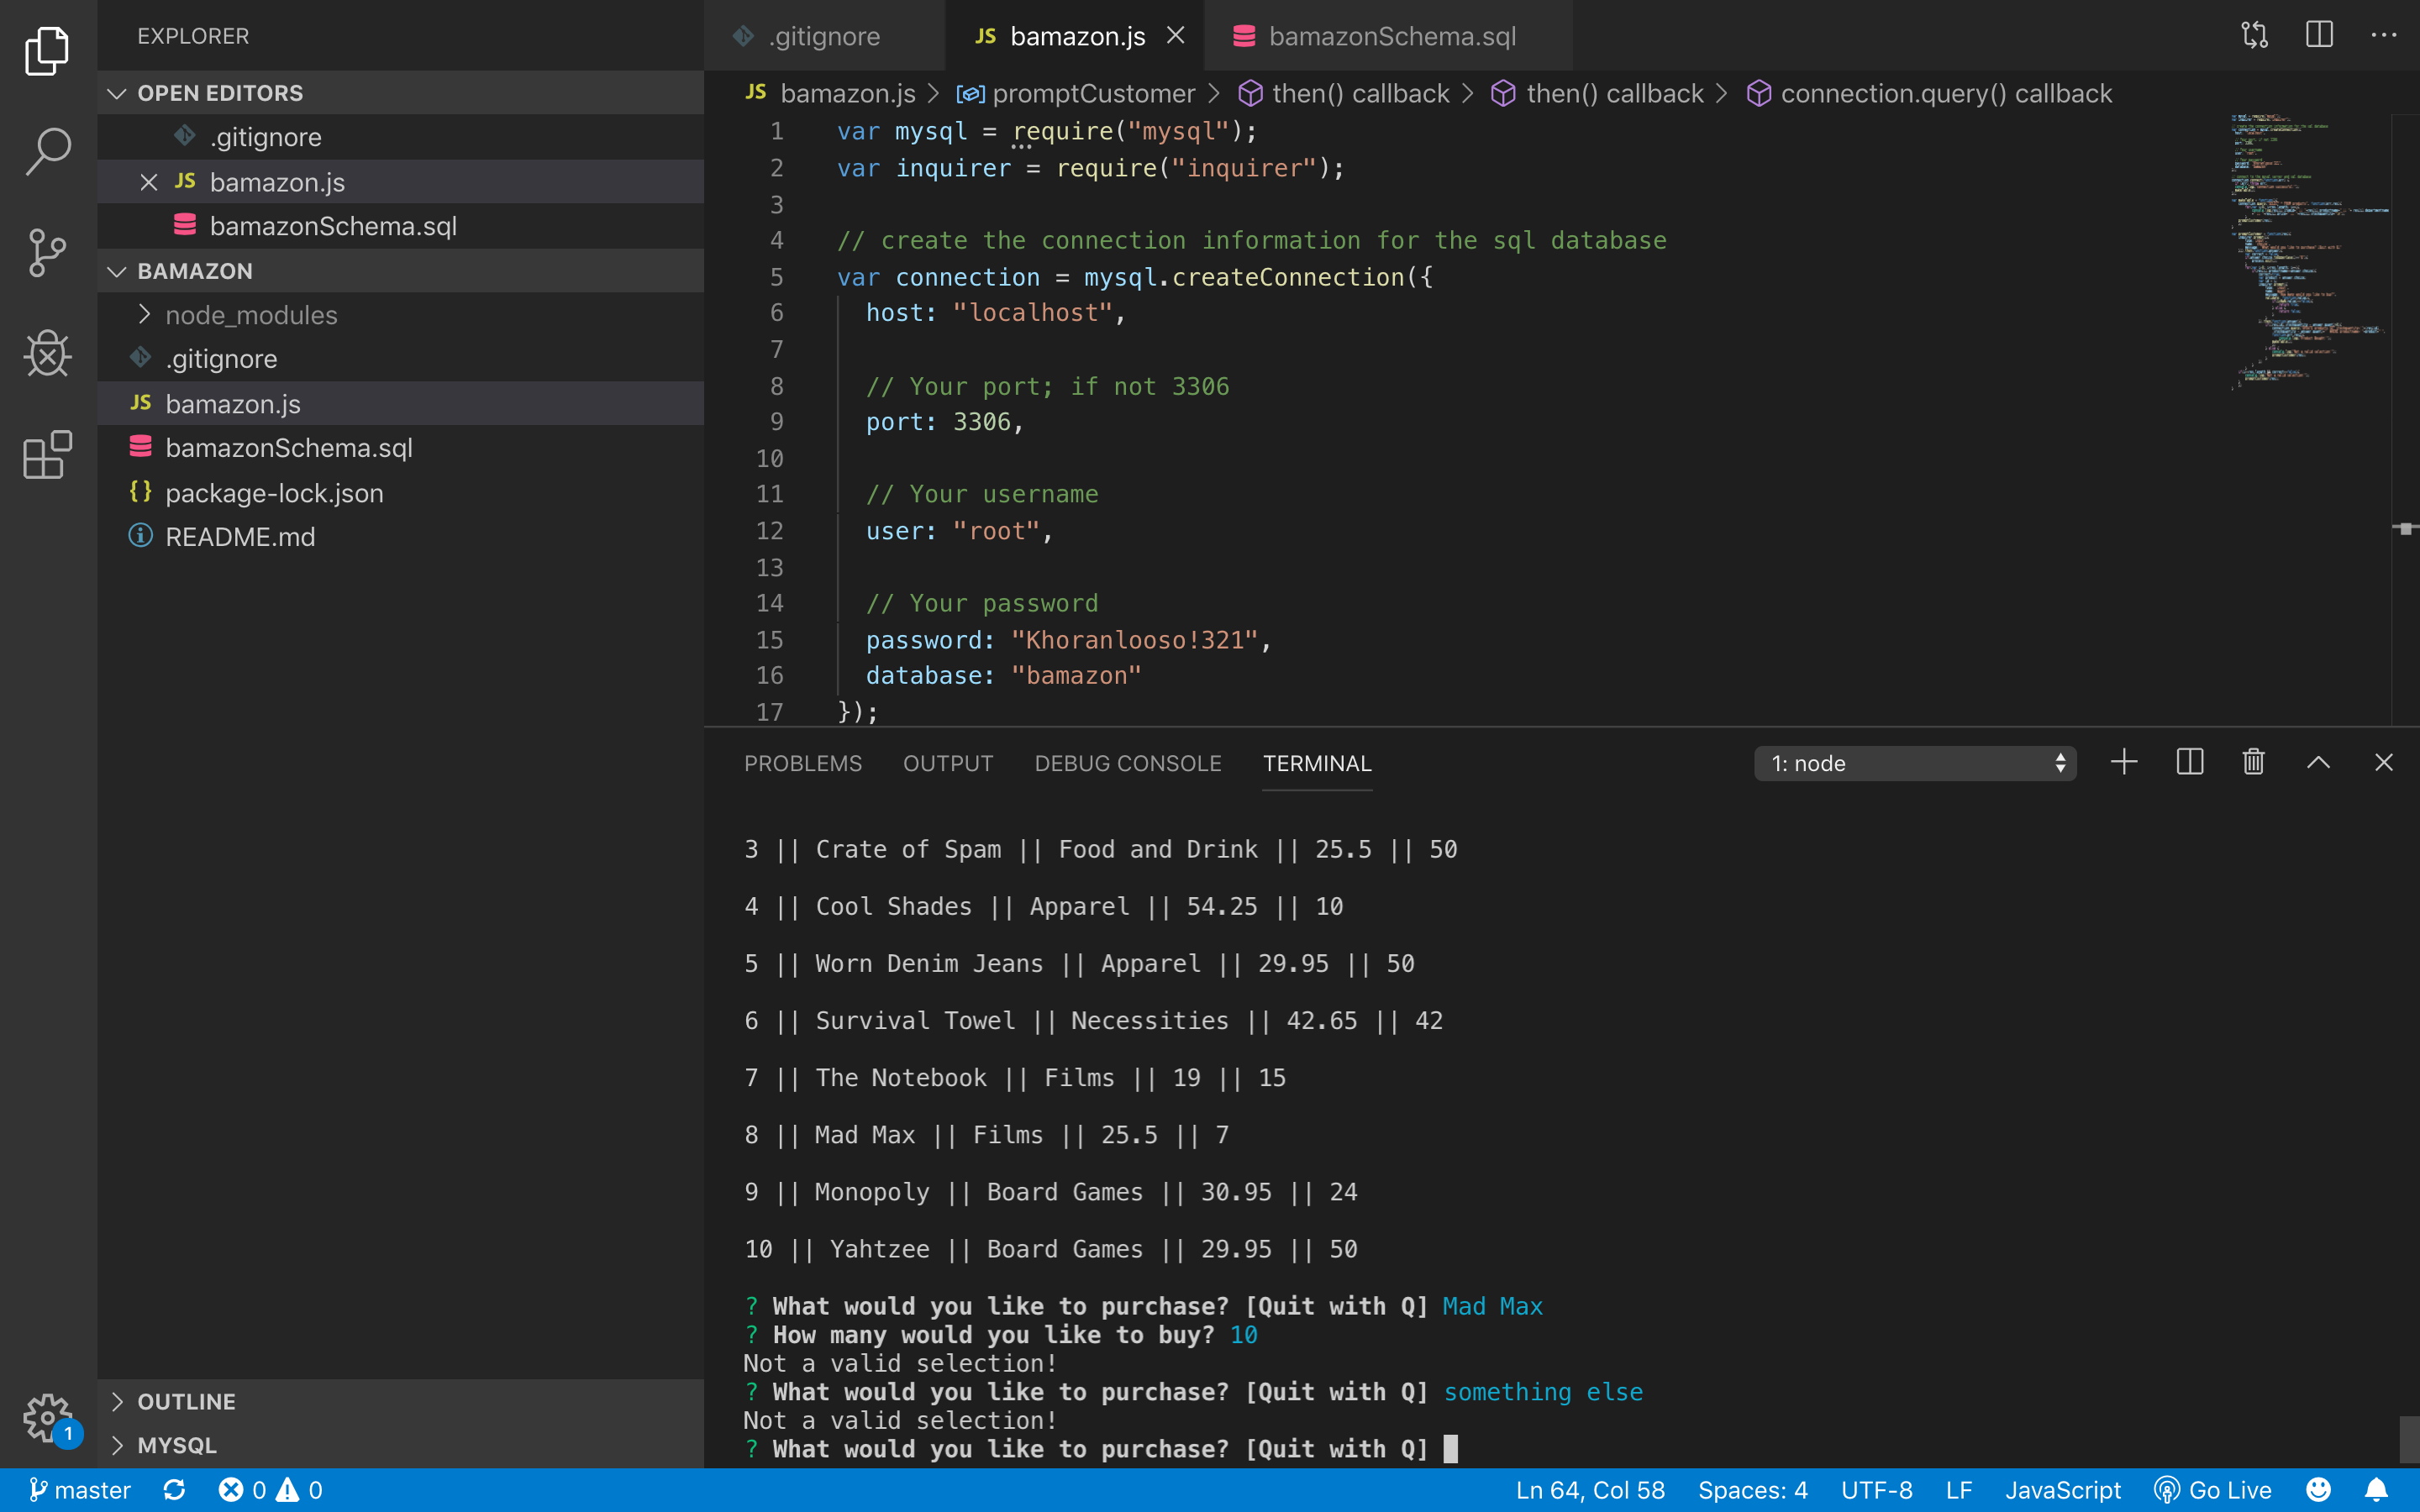 EXPLORER
OPEN EDITORS
.gitignore
JS bamazon.js
bamazonSchema.sql
BAMAZON
node_modules
.gitignore
JS bamazon.js
bamazonSchema.sql
{} package-lock.json
README.md
OUTLINE
MYSQL
1
.gitignore
JS bamazon.js
bamazonSchema.sql
JS bamazon.js > promptCustomer > then() callback > then() callback > connection.query() callback
1 var mysql = require("mysql");
2 var inquirer = require("inquirer");
3
4 // create the connection information for the sql database
5 var connection = mysql.createConnection({
6 host: "localhost",
7
8 // Your port; if not 3306
9 port: 3306,
10
11 // Your username
12 user: "root",
13
14 // Your password
15 password: "Khoranlooso!321",
16 database: "bamazon"
17 });
PROBLEMS OUTPUT DEBUG CONSOLE TERMINAL 1: node
3 || Crate of Spam || Food and Drink || 25.5 || 50
4 || Cool Shades || Apparel || 54.25 || 10
5 || Worn Denim Jeans || Apparel || 29.95 || 50
6 || Survival Towel || Necessities || 42.65 || 42
7 || The Notebook || Films || 19 || 15
8 || Mad Max || Films || 25.5 || 7
9 || Monopoly || Board Games || 30.95 || 24
10 || Yahtzee || Board Games || 29.95 || 50
? What would you like to purchase? [Quit with Q] Mad Max
? How many would you like to buy? 10
Not a valid selection!
? What would you like to purchase? [Quit with Q] something else
Not a valid selection!
? What would you like to purchase? [Quit with Q]
master 0 0 Ln 64, Col 58 Spaces: 4 UTF-8 LF JavaScript Go Live